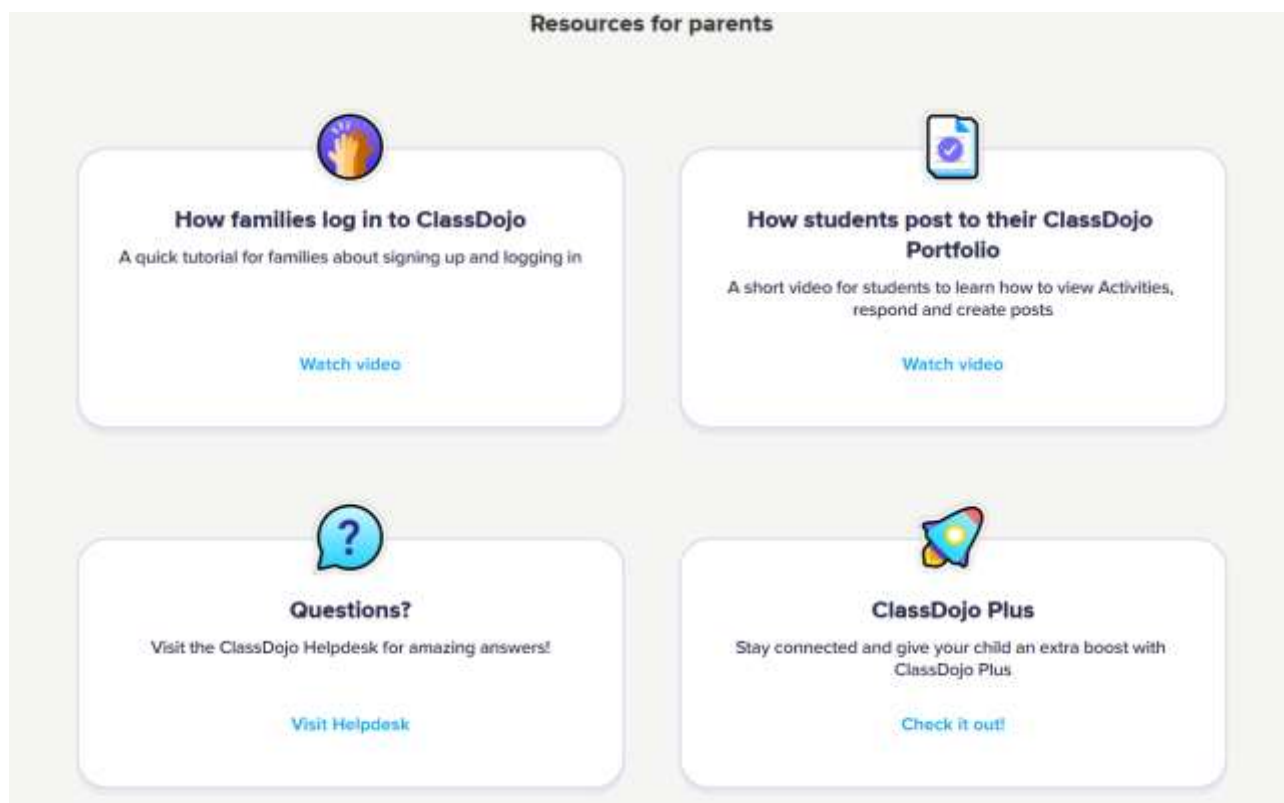 Resources for parents
How families log in to ClassDojo
A quick tutorial for families about signing up and logging in
Watch video
How students post to their ClassDojo
Portfolio
A short video for students to learn how to view Activities,
respond and create posts
Watch video
?
Questions?
Visit the ClassDojo Helpdesk for amazing answers!
Visit Helpdesk
ClassDojo Plus
Stay connected and give your child an extra boost with
ClassDojo Plus
Check it out!